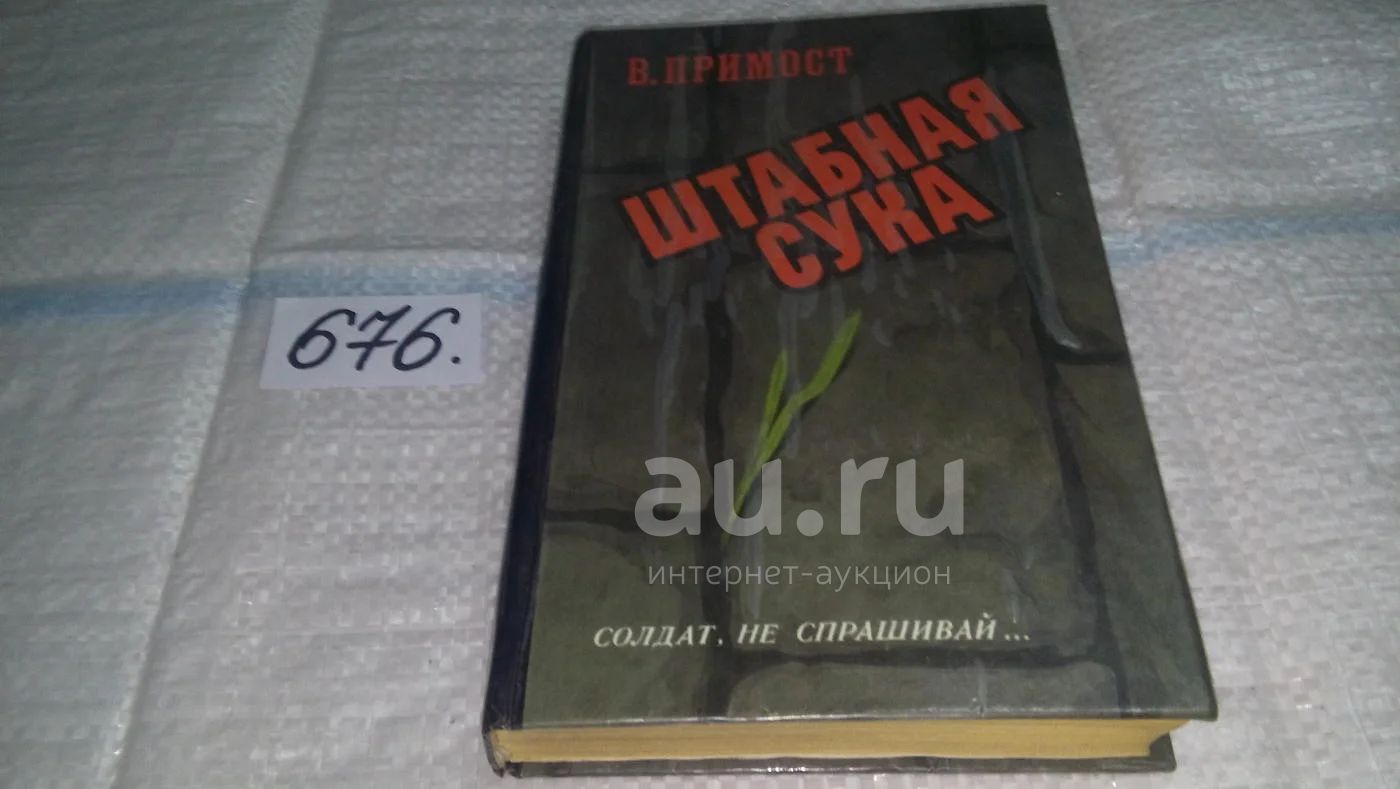 В. ПРИМОСТ
ШТАБНАЯ
СУКА
676.
au.ru
интернет-аукцион
СОЛДАТ, НЕ СПРАШИВАЙ...